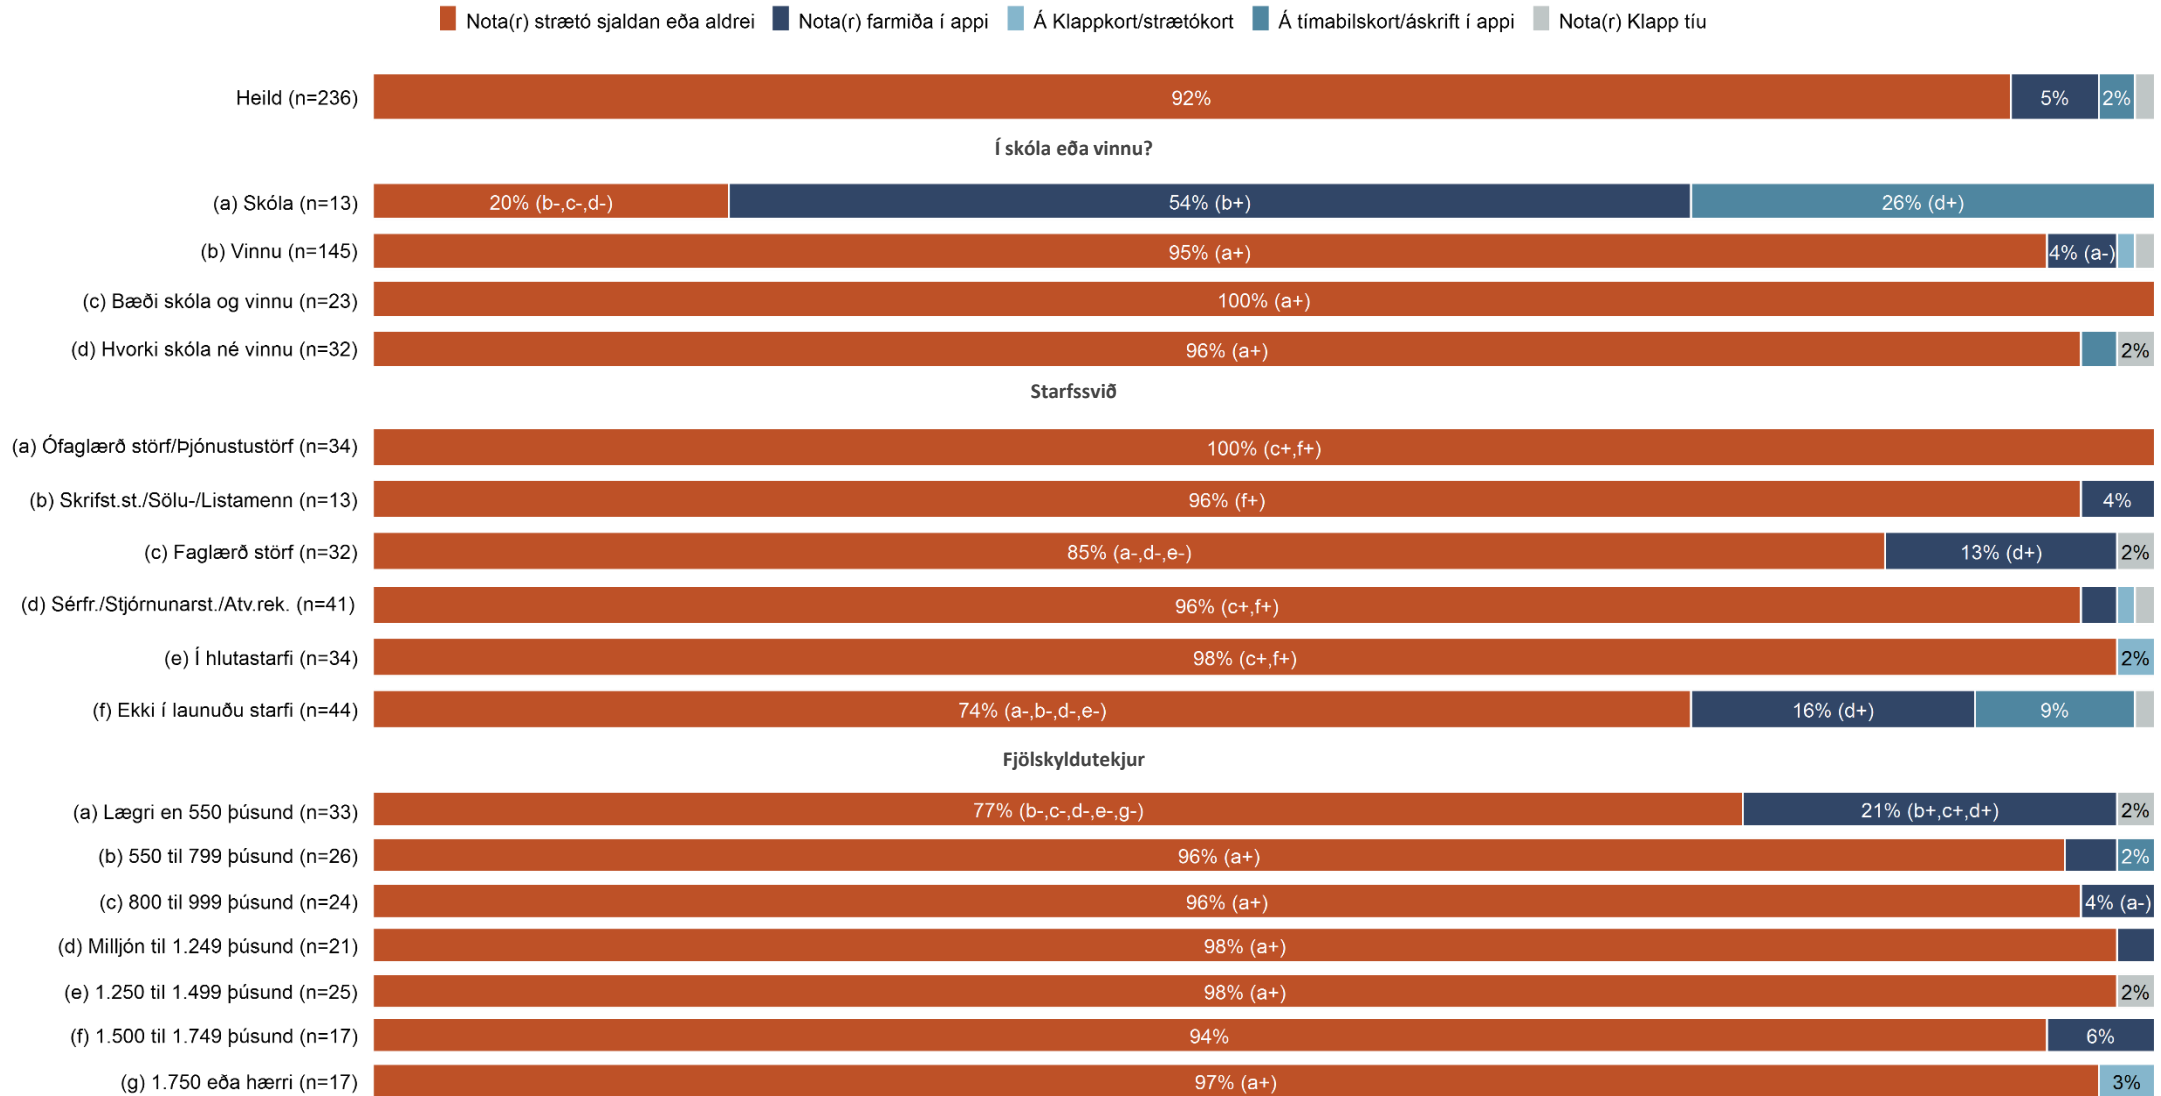 Nota(r) strætó sjaldan eða aldrei Nota(r) farmiða í appi Á Klappkort/strætókort Á tímabilskort/áskrift í appi Nota(r) Klapp tíu
Heild (n=236) 92% 5% 2%
Í skóla eða vinnu?
(a) Skóla (n=13) 20% (b-,c-,d-) 54% (b+) 26% (d+)
(b) Vinnu (n=145) 95% (a+) 4% (a-)
(c) Bæði skóla og vinnu (n=23) 100% (a+)
(d) Hvorki skóla né vinnu (n=32) 96% (a+) 2%
Starfssvið
(a) Ófaglærð störf/Þjónustustörf (n=34) 100% (c+,f+)
(b) Skrifst.st./Sölu-/Listamenn (n=13) 96% (f+) 4%
(c) Faglærð störf (n=32) 85% (a-,d-,e-) 13% (d+) 2%
(d) Sérfr./Stjórnunarst./Atv.rek. (n=41) 96% (c+,f+)
(e) Í hlutastarfi (n=34) 98% (c+,f+) 2%
(f) Ekki í launuðu starfi (n=44) 74% (a-,b-,d-,e-) 16% (d+) 9%
Fjölskyldutekjur
(a) Lægri en 550 þúsund (n=33) 77% (b-,c-,d-,e-,g-) 21% (b+,c+,d+) 2%
(b) 550 til 799 þúsund (n=26) 96% (a+) 2%
(c) 800 til 999 þúsund (n=24) 96% (a+) 4% (a-)
(d) Milljón til 1.249 þúsund (n=21) 98% (a+)
(e) 1.250 til 1.499 þúsund (n=25) 98% (a+) 2%
(f) 1.500 til 1.749 þúsund (n=17) 94% 6%
(g) 1.750 eða hærri (n=17) 97% (a+) 3%